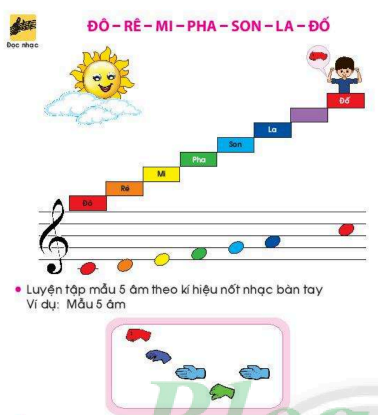 ĐÔ – RÊ – MI – PHA – SON – LA – ĐỐ
Đọc nhạc
Đố
La
Son
Pha
Mi
Rê
Đô
• Luyện tập mẫu 5 âm theo kí hiệu nốt nhạc bàn tay
Ví dụ: Mẫu 5 âm